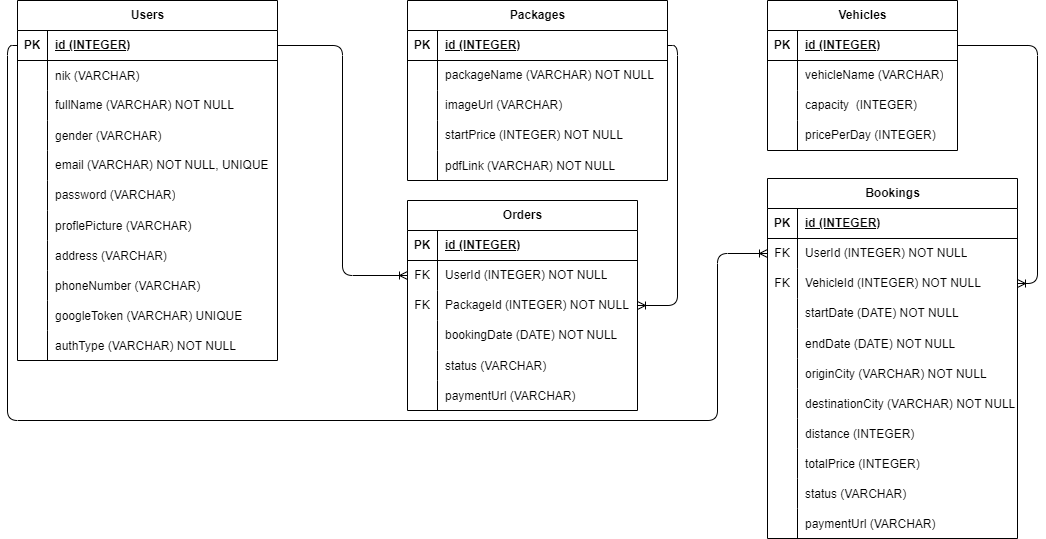 Users
PK id (INTEGER)
nik (VARCHAR)
fullName (VARCHAR) NOT NULL
gender (VARCHAR)
email (VARCHAR) NOT NULL, UNIQUE
password (VARCHAR)
proflePicture (VARCHAR)
address (VARCHAR)
phoneNumber (VARCHAR)
googleToken (VARCHAR) UNIQUE
authType (VARCHAR) NOT NULL
Packages
PK id (INTEGER)
packageName (VARCHAR) NOT NULL
imageUrl (VARCHAR)
startPrice (INTEGER) NOT NULL
pdfLink (VARCHAR) NOT NULL
Orders
PK id (INTEGER)
FK UserId (INTEGER) NOT NULL
FK PackageId (INTEGER) NOT NULL
bookingDate (DATE) NOT NULL
status (VARCHAR)
paymentUrl (VARCHAR)
Vehicles
PK id (INTEGER)
vehicleName (VARCHAR)
capacity (INTEGER)
pricePerDay (INTEGER)
Bookings
PK id (INTEGER)
FK UserId (INTEGER) NOT NULL
FK VehicleId (INTEGER) NOT NULL
startDate (DATE) NOT NULL
endDate (DATE) NOT NULL
originCity (VARCHAR) NOT NULL
destinationCity (VARCHAR) NOT NULL
distance (INTEGER)
totalPrice (INTEGER)
status (VARCHAR)
paymentUrl (VARCHAR)